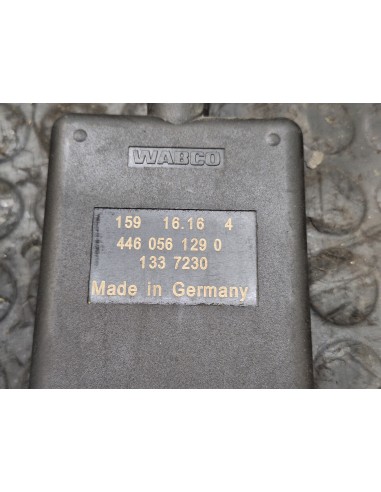 WABCO
159 16.16 4
446 056 129 0
133 7230
Made in Germany